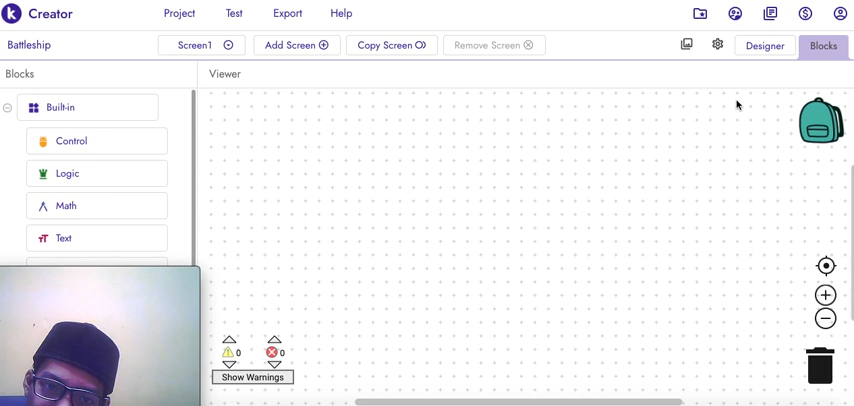 Creator
Project Test Export Help
Battleship
Screen1
Add Screen
Copy Screen
Remove Screen
Designer
Blocks
Blocks
Viewer
Built-in
Control
Logic
Math
Text
0 0
Show Warnings